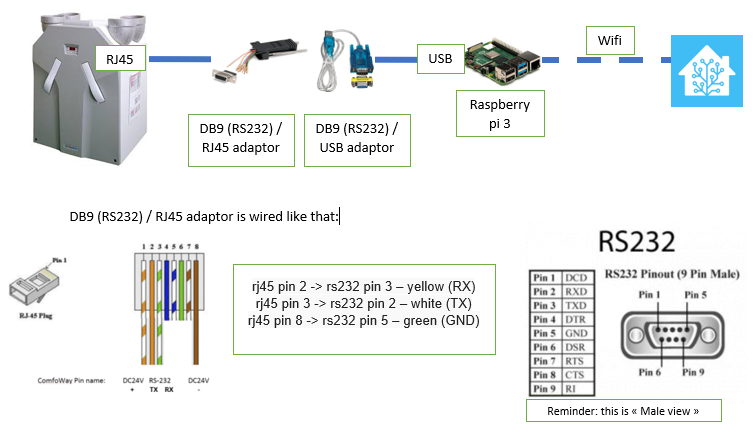 RJ45
USB
Wifi
DB9 (RS232) /
RJ45 adaptor
DB9 (RS232) /
USB adaptor
Raspberry
pi 3
DB9 (RS232) / RJ45 adaptor is wired like that:
Pin 1
RJ-45 Plug
1 2 3 4 5 6 7 8
ComfoWay Pin name:
DC24V RS-232 DC24V
+ TX RX -
rj45 pin 2 -> rs232 pin 3 – yellow (RX)
rj45 pin 3 -> rs232 pin 2 – white (TX)
rj45 pin 8 -> rs232 pin 5 – green (GND)
RS232
Pin 1 DCD
Pin 2 RXD
Pin 3 TXD
Pin 4 DTR
Pin 5 GND
Pin 6 DSR
Pin 7 RTS
Pin 8 CTS
Pin 9 RI
RS232 Pinout (9 Pin Male)
Pin 1 Pin 5
Pin 6 Pin 9
Reminder: this is « Male view »